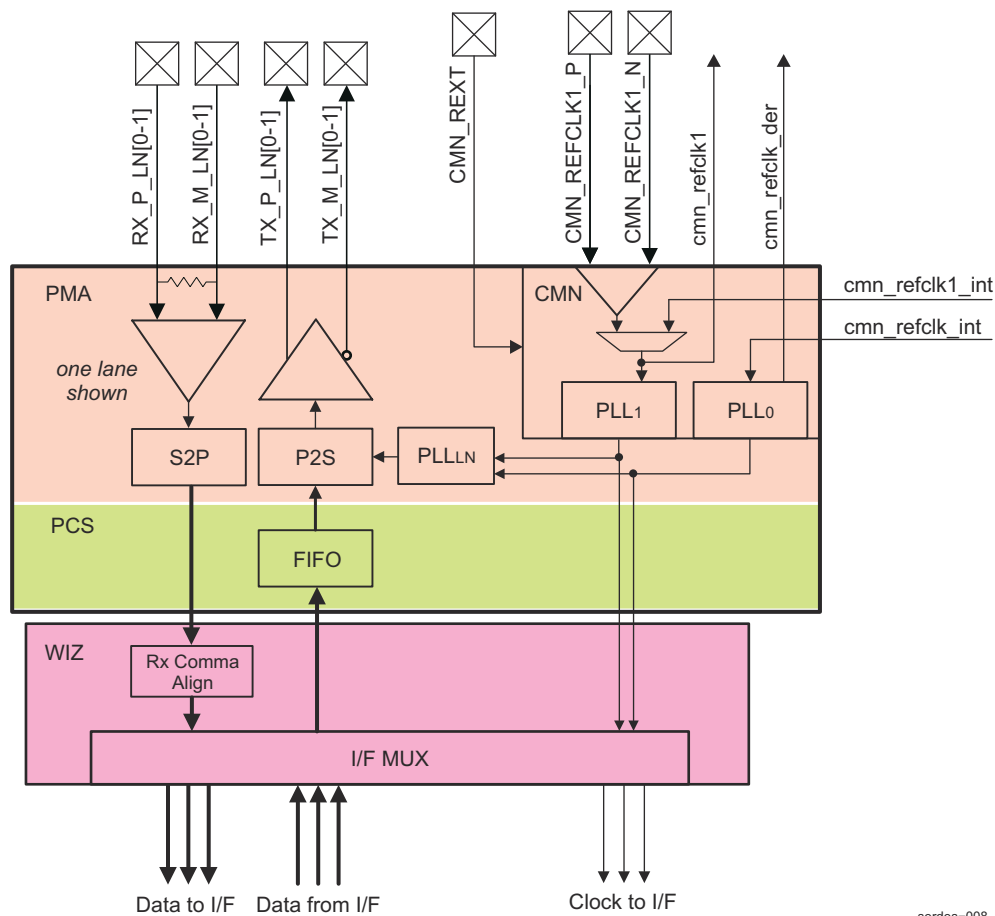 RX_P_LN[0-1]
RX_M_LN[0-1]
TX_P_LN[0-1]
TX_M_LN[0-1]
CMN_REXT
CMN_REFCLK1_P
CMN_REFCLK1_N
cmn_refclk1
cmn_refclk_der
PMA
CMN
cmn_refclk1_int
cmn_refclk_int
one lane
shown
PLL1
PLL0
S2P
P2S
PLLLN
PCS
FIFO
WIZ
Rx Comma
Align
I/F MUX
Data to I/F
Data from I/F
Clock to I/F
serdes-008